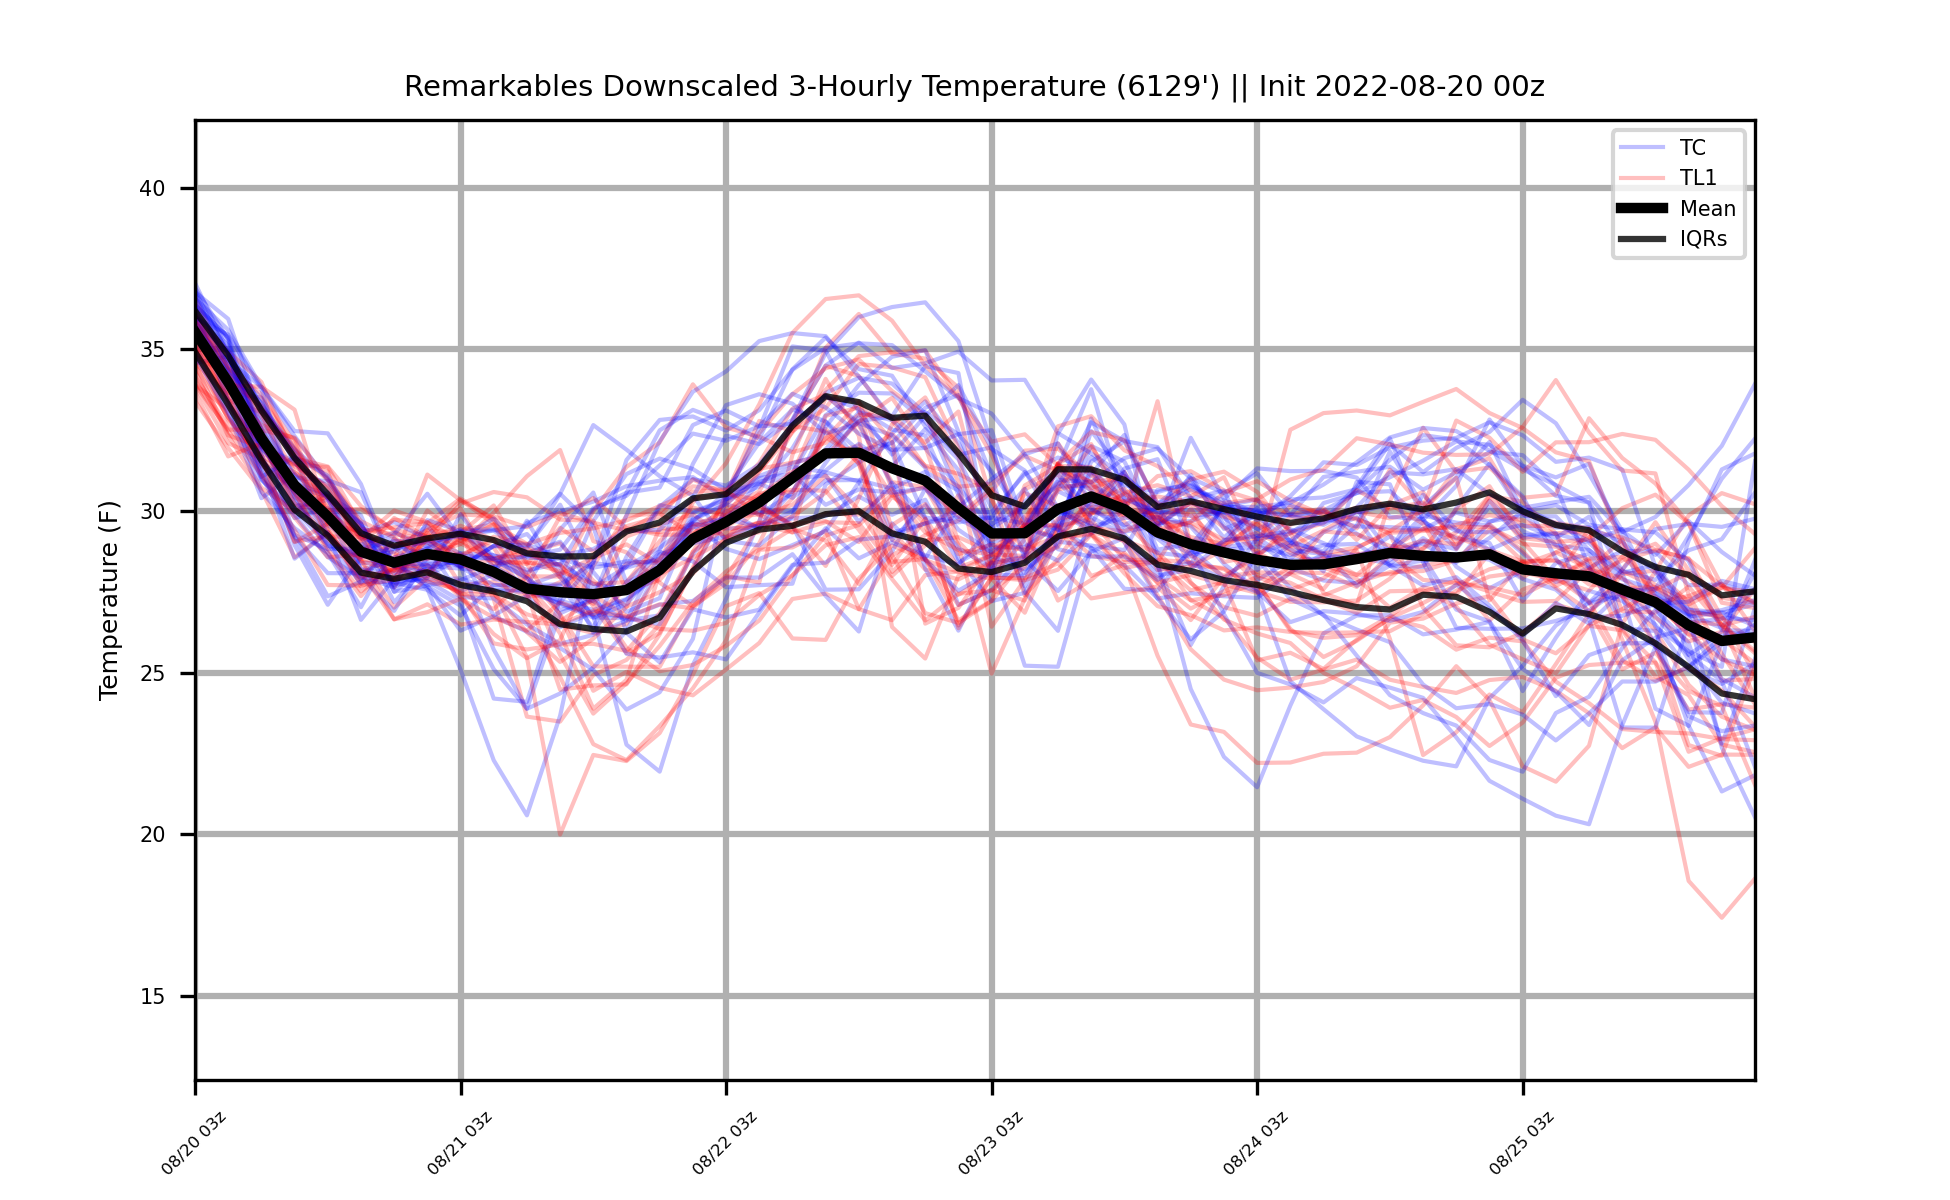 Remarkables Downscaled 3-Hourly Temperature (6129') || Init 2022-08-20 00z
TC
TL1
Mean
IQRs
Temperature (F)
40
35
30
25
20
15
08/20 03z
08/21 03z
08/22 03z
08/23 03z
08/24 03z
08/25 03z